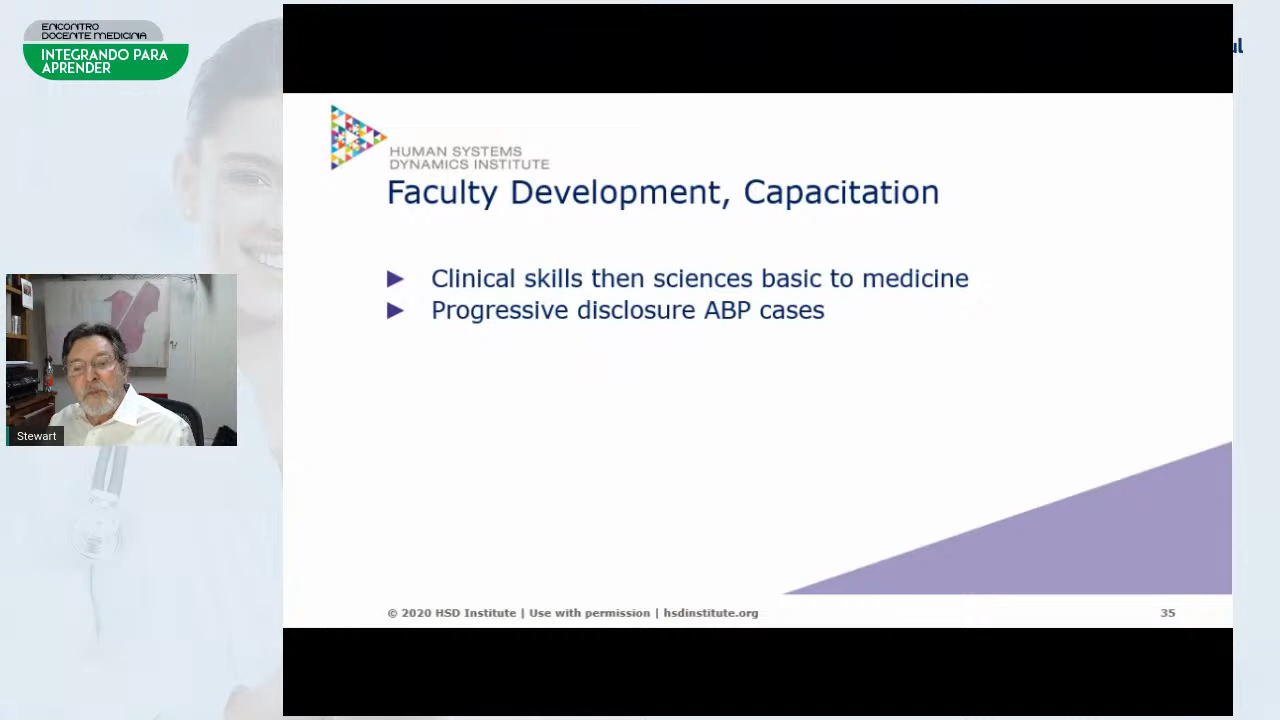 ENCONTRO
DOCENTE MEDICINA
INTEGRANDO PARA
APRENDER
ul
HUMAN SYSTEMS
DYNAMICS INSTITUTE
Faculty Development, Capacitation
► Clinical skills then sciences basic to medicine
► Progressive disclosure ABP cases
Stewart
© 2020 HSD Institute | Use with permission | hsdinstitute.org
35